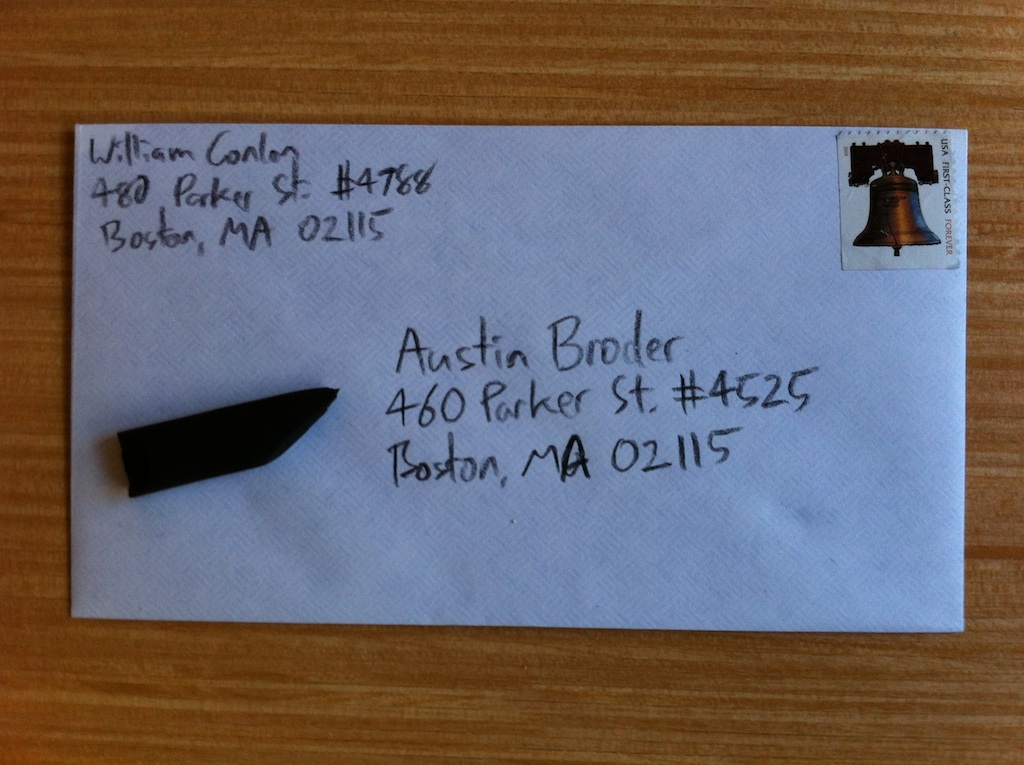 William Conlon
480 Parker St. #4788
Boston, MA 02115
USA FIRST-CLASS FOREVER
Austin Broder
460 Parker St. #4525
Boston, MA 02115